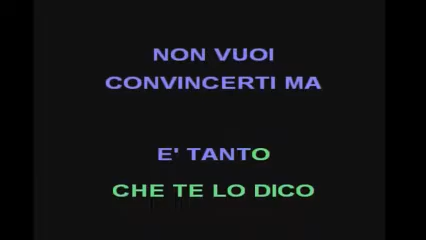 NON VUOI
CONVINCERTI MA
E' TANTO
CHE TE LO DICO